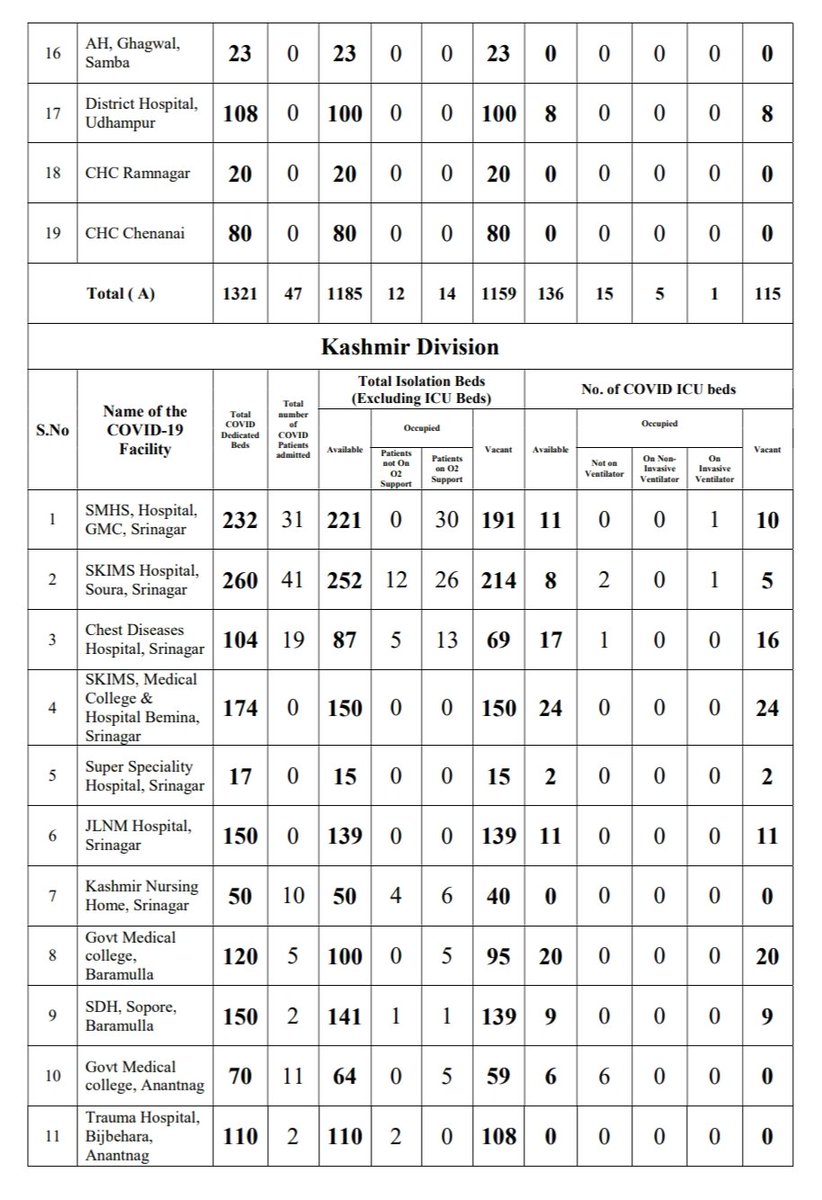 16 AH, Ghagwal, Samba 23 0 23 0 0 23 0 0 0 0 0
17 District Hospital, Udhampur 108 0 100 0 0 100 8 0 0 0 8
18 CHC Ramnagar 20 0 20 0 0 20 0 0 0 0 0
19 CHC Chenanai 80 0 80 0 0 80 0 0 0 0 0
Total ( A) 1321 47 1185 12 14 1159 136 15 5 1 115
Kashmir Division
S.No
Name of the COVID-19 Facility
Total COVID Dedicated Beds
Total number of COVID Patients admitted
Total Isolation Beds (Excluding ICU Beds)
Available
Occupied
Patients not On O2 Support
Patients on O2 Support
Vacant
No. of COVID ICU beds
Available
Occupied
Not on Ventilator
On Non-Invasive Ventilator
On Invasive Ventilator
Vacant
1 SMHS, Hospital, GMC, Srinagar 232 31 221 0 30 191 11 0 0 1 10
2 SKIMS Hospital, Soura, Srinagar 260 41 252 12 26 214 8 2 0 1 5
3 Chest Diseases Hospital, Srinagar 104 19 87 5 13 69 17 1 0 0 16
4 SKIMS, Medical College & Hospital Bemina, Srinagar 174 0 150 0 0 150 24 0 0 0 24
5 Super Speciality Hospital, Srinagar 17 0 15 0 0 15 2 0 0 0 2
6 JLNM Hospital, Srinagar 150 0 139 0 0 139 11 0 0 0 11
7 Kashmir Nursing Home, Srinagar 50 10 50 4 6 40 0 0 0 0 0
8 Govt Medical college, Baramulla 120 5 100 0 5 95 20 0 0 0 20
9 SDH, Sopore, Baramulla 150 2 141 1 1 139 9 0 0 0 9
10 Govt Medical college, Anantnag 70 11 64 0 5 59 6 6 0 0 0
11 Trauma Hospital, Bijbehara, Anantnag 110 2 110 2 0 108 0 0 0 0 0